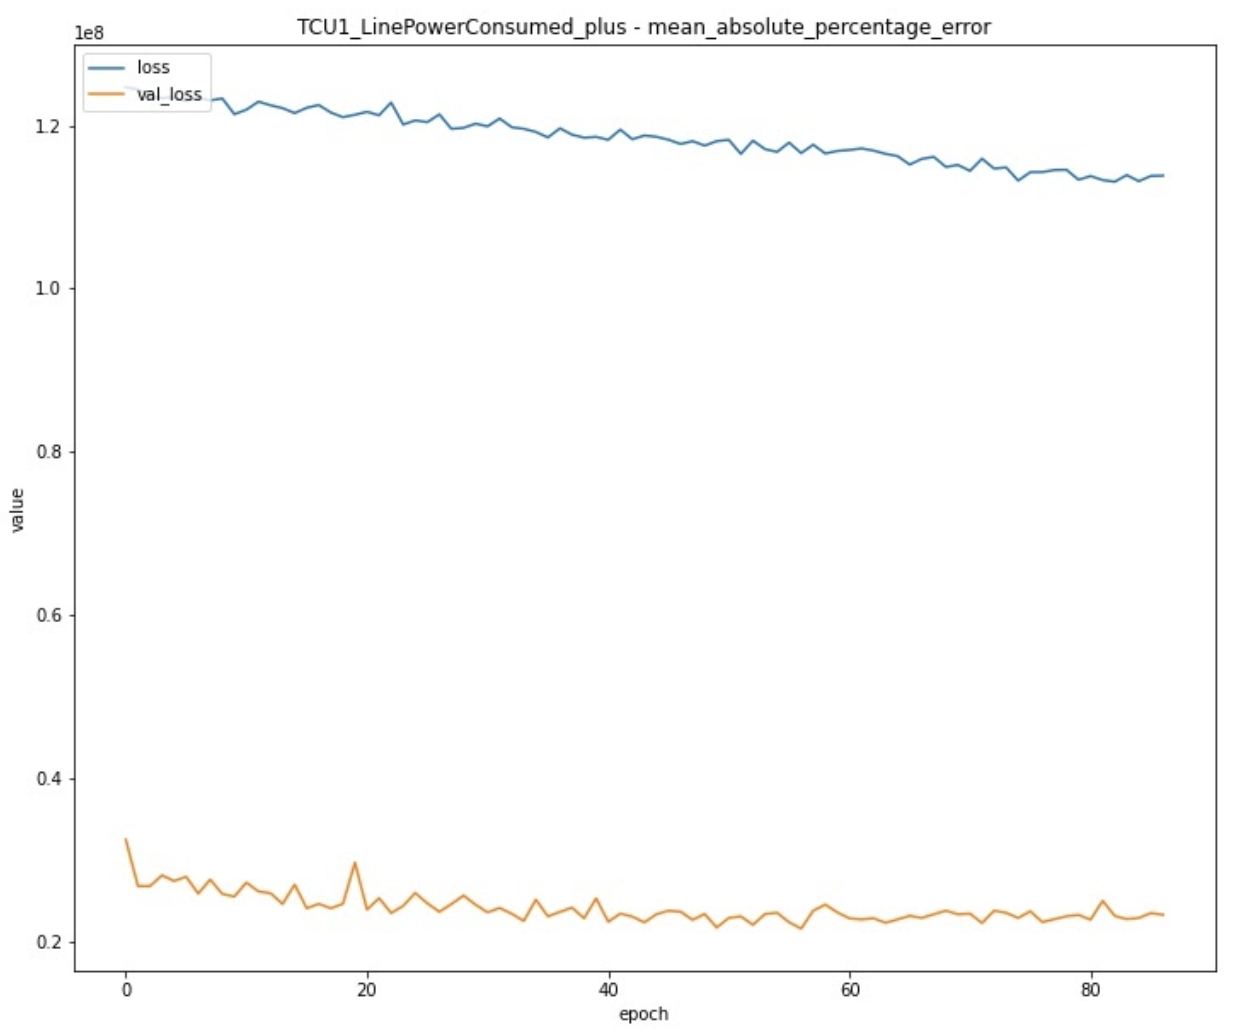 TCU1_LinePowerConsumed_plus - mean_absolute_percentage_error
1e8
loss
val_loss
1.2
1.0
0.8
0.6
0.4
0.2
value
0 20 40 60 80
epoch